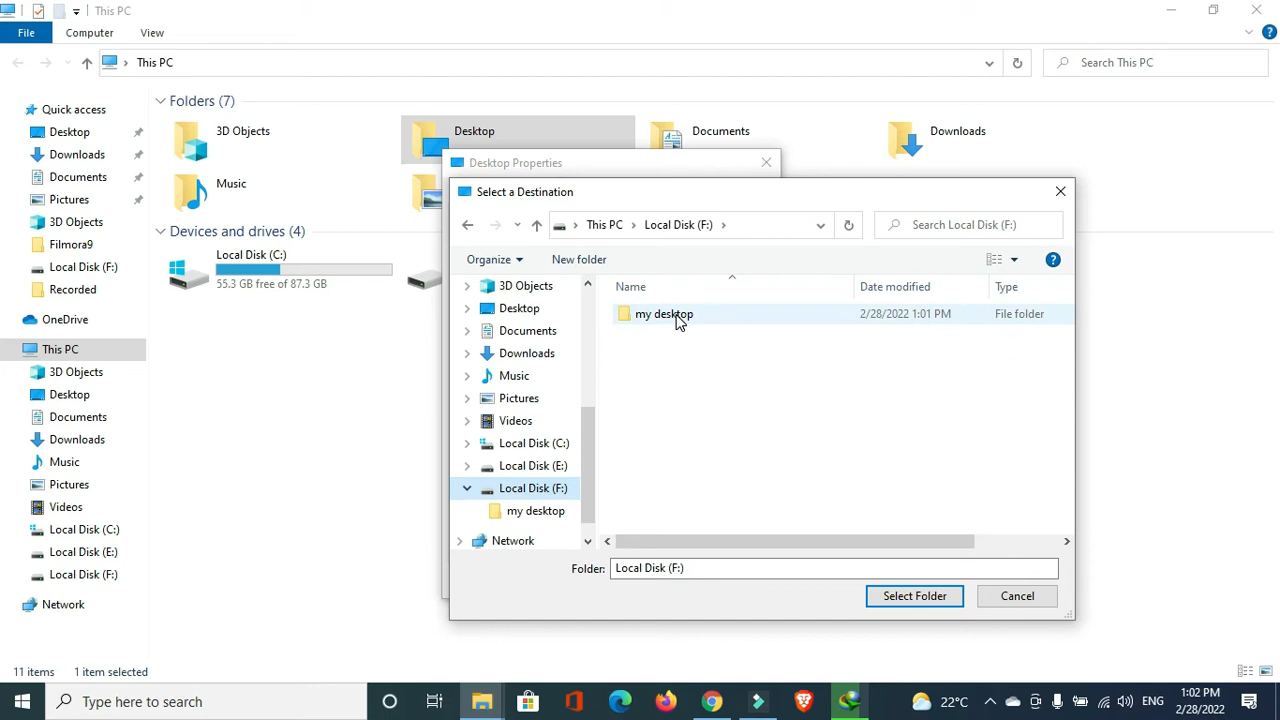 This PC
File
Computer
View
This PC
Search This PC
Quick access
Desktop
Downloads
Documents
Pictures
3D Objects
Filmora9
Local Disk (F:)
Recorded
OneDrive
This PC
3D Objects
Desktop
Documents
Downloads
Music
Pictures
Videos
Local Disk (C:)
Local Disk (E:)
Local Disk (F:)
Network
Folders (7)
3D Objects
Desktop
Documents
Downloads
Music
Devices and drives (4)
Local Disk (C:)
55.3 GB free of 87.3 GB
Desktop Properties
Select a Destination
This PC
Local Disk (F:)
Search Local Disk (F:)
Organize
New folder
3D Objects
Desktop
Documents
Downloads
Music
Pictures
Videos
Local Disk (C:)
Local Disk (E:)
Local Disk (F:)
my desktop
Network
Name
Date modified
Type
my desktop
2/28/2022 1:01 PM
File folder
Folder:
Local Disk (F:)
Select Folder
Cancel
11 items
1 item selected
Type here to search
22°C
ENG
1:02 PM
2/28/2022